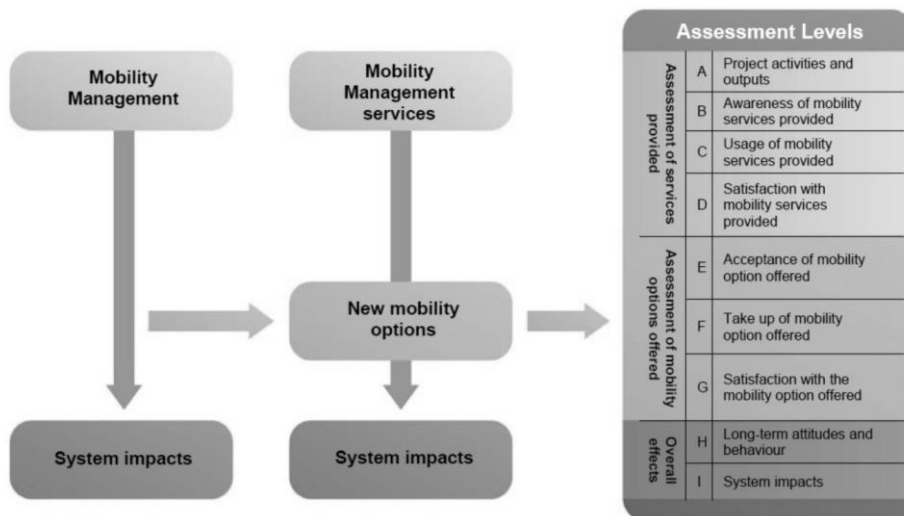 Mobility
Management
System impacts
Mobility
Management
services
New mobility
options
System impacts
Assessment Levels
Assessment of services
provided
A
Project activities and
outputs
B
Awareness of mobility
services provided
C
Usage of mobility
services provided
D
Satisfaction with
mobility services
provided
Assessment of mobility
options offered
E
Acceptance of mobility
option offered
F
Take up of mobility
option offered
G
Satisfaction with the
mobility option offered
Overall
effects
H
Long-term attitudes and
behaviour
I
System impacts